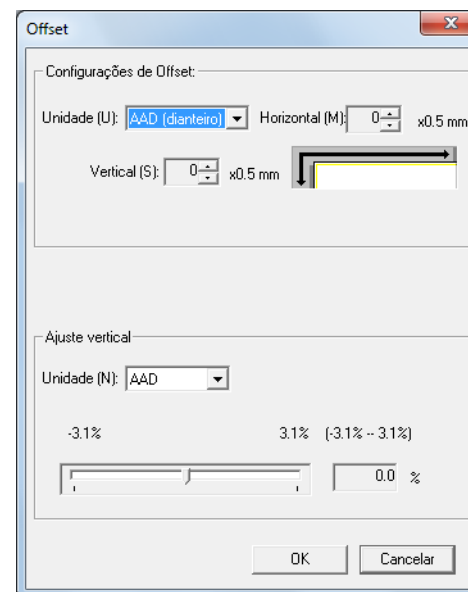 Offset
Configurações de Offset:
Unidade (U): AAD (dianteiro) Horizontal (M): 0 x0.5 mm
Vertical (S): 0 x0.5 mm
Ajuste vertical
Unidade (N): AAD
-3.1% 3.1% (-3.1% -- 3.1%)
0.0 %
OK Cancelar